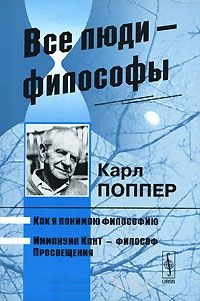 Все люди –
философы
Карл
ПОППЕР
КАК Я ПОНИМАЮ ФИЛОСОФИЮ
ИММАНУИЛ КАНТ – ФИЛОСОФ
ПРОСВЕЩЕНИЯ
URSS